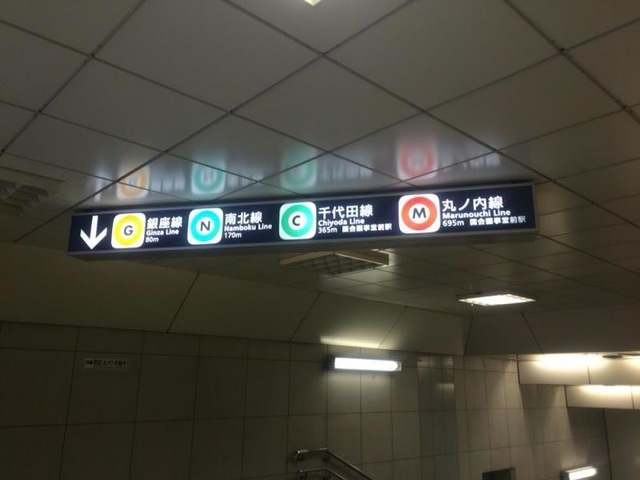 G 銀座線
Ginza Line
80m
N 南北線
Namboku Line
170m
C 千代田線
Chiyoda Line
365m 国会議事堂前駅
M 丸ノ内線
Marunouchi Line
695m 国会議事堂前駅